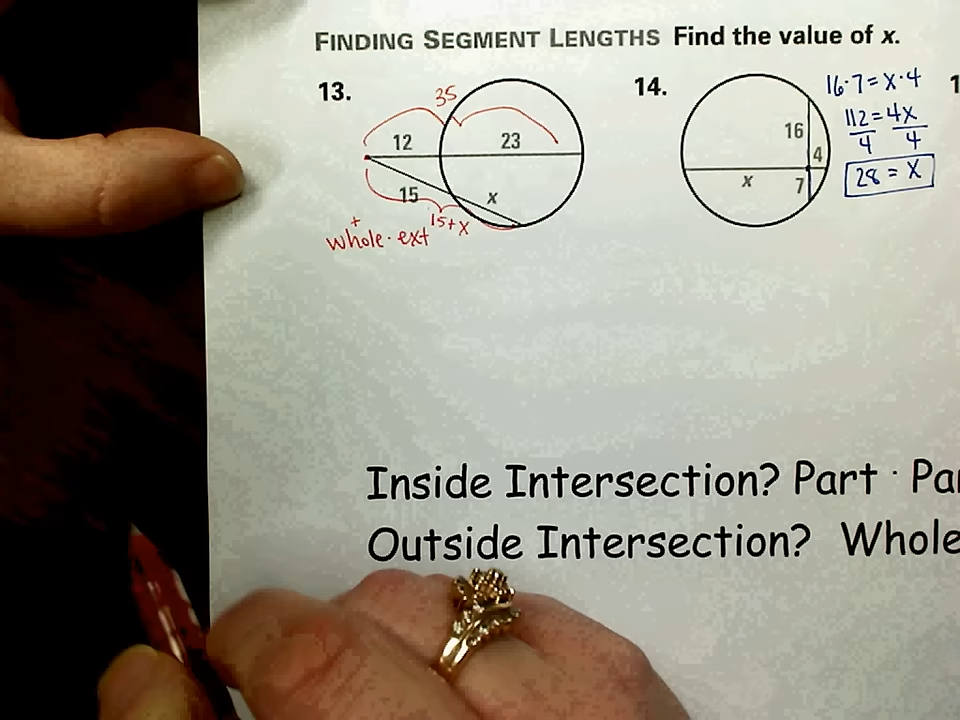 FINDING SEGMENT LENGTHS Find the value of x.
13.
35
12
23
15
x
15+x
+
whole · ext
14.
16
4
x
7
16·7=x·4
112=4x
4 4
28 = x
1
Inside Intersection? Part · Par
Outside Intersection? Whole